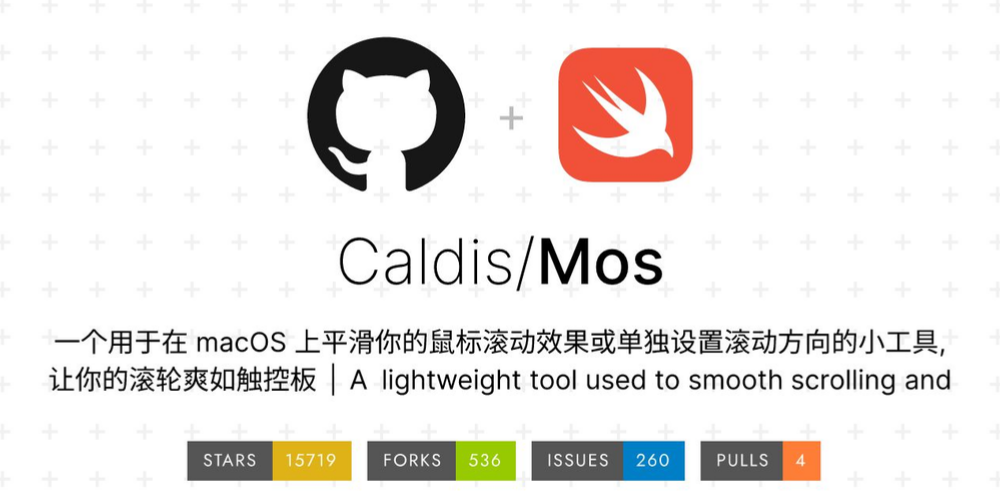 Caldis/Mos
一个用于在 macOS 上平滑你的鼠标滚动效果或单独设置滚动方向的小工具,
让你的滚轮爽如触控板 | A lightweight tool used to smooth scrolling and
STARS 15719 FORKS 536 ISSUES 260 PULLS 4